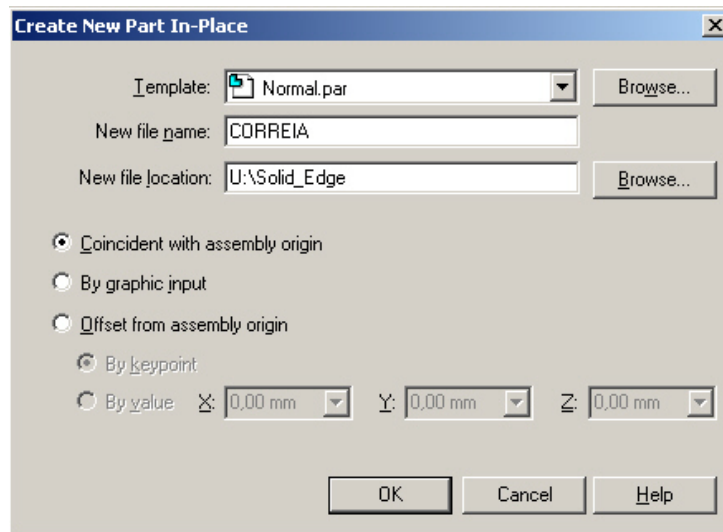 Create New Part In-Place
Template: Normal.par Browse...
New file name: CORREIA
New file location: U:\Solid_Edge Browse...
Coincident with assembly origin
By graphic input
Offset from assembly origin
By keypoint
By value X: 0,00 mm Y: 0,00 mm Z: 0,00 mm
OK Cancel Help